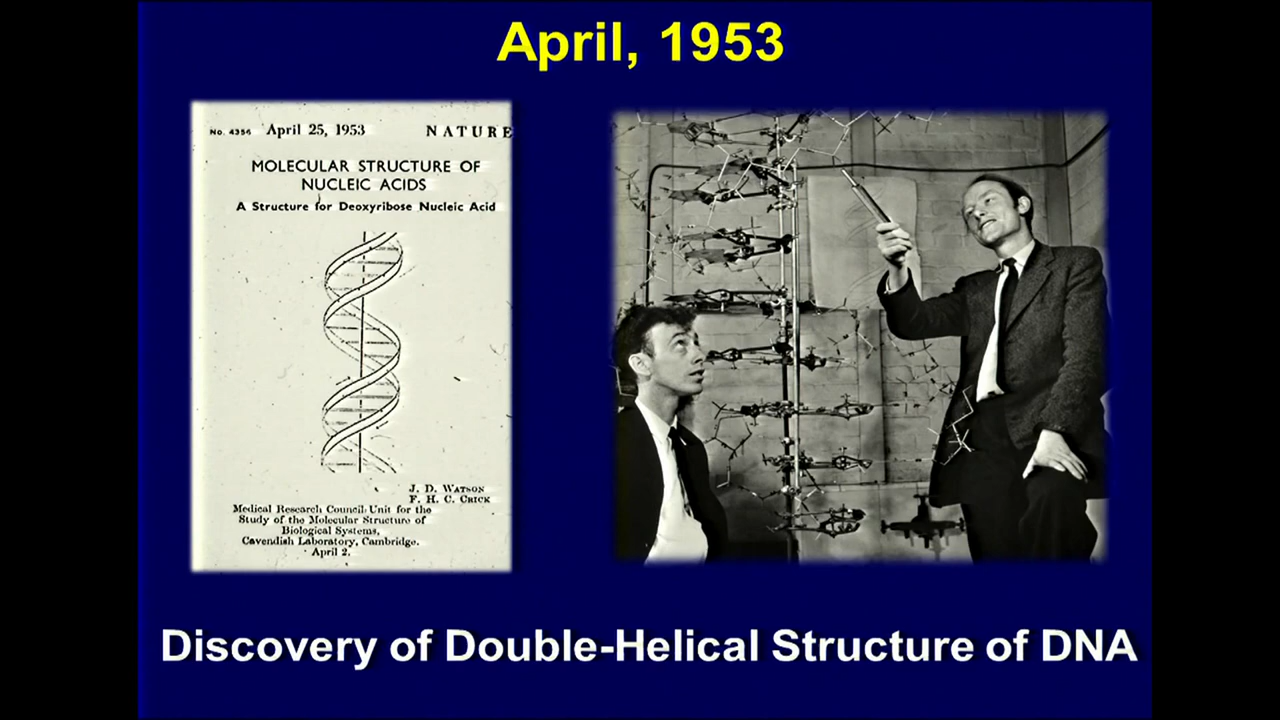 April, 1953
No. 4356 April 25, 1953 NATURE
MOLECULAR STRUCTURE OF
NUCLEIC ACIDS
A Structure for Deoxyribose Nucleic Acid
J. D. WATSON
F. H. C. CRICK
Medical Research Council Unit for the
Study of the Molecular Structure of
Biological Systems,
Cavendish Laboratory, Cambridge.
April 2.
Discovery of Double-Helical Structure of DNA